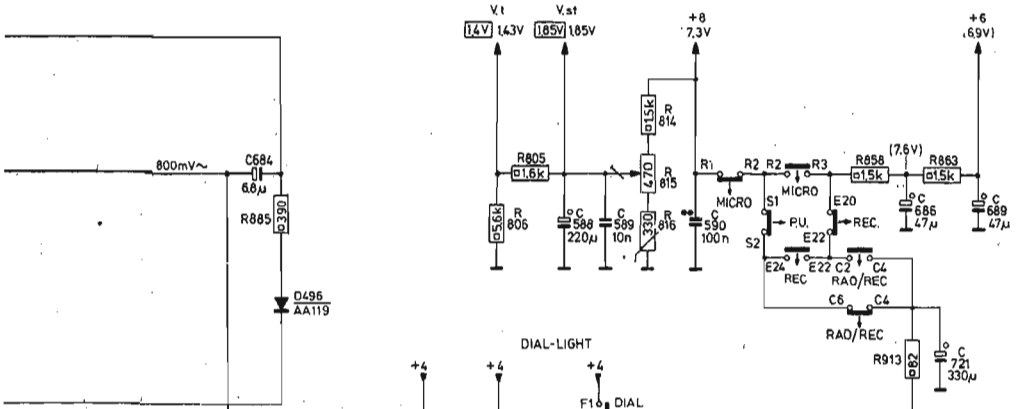 V.t
V.st
1,4V 1,43V
1,85V 1,85V
+8
7,3V
+6
(6,9V)
800mV~
C684
6,8µ
R885
390
D496
AA119
R805
1,6k
R
806
5,6k
C
588
220µ
C
589
10n
1,5k
R
814
470
R
815
330
R
816
C
590
100n
R1
R2
MICRO
R2
R3
MICRO
R858
1,5k
(7,6V)
R863
1,5k
C
686
47µ
C
689
47µ
S1
S2
P.U.
E20
E22
REC.
E24
E22
REC
C2
C4
RAD/REC
C6
C4
RAD/REC
R913
82
C
721
330µ
DIAL-LIGHT
+4
+4
+4
F1
DIAL